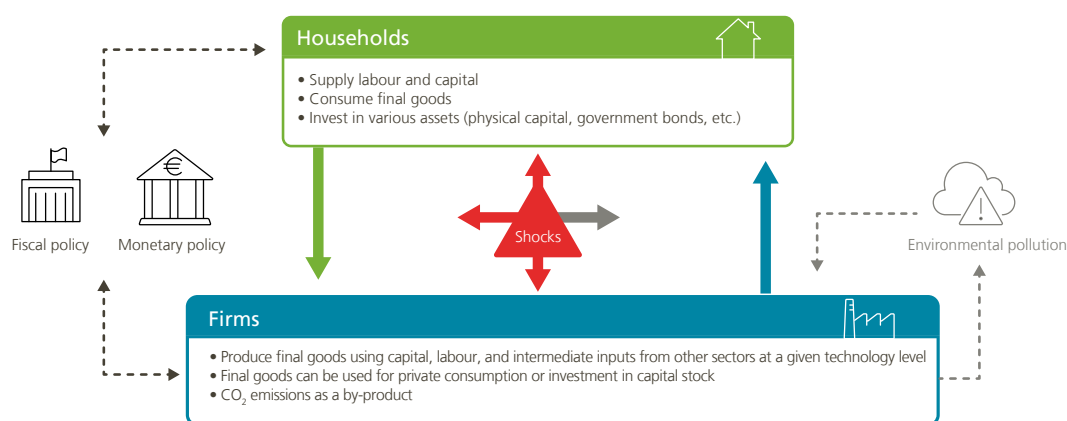 Households
• Supply labour and capital
• Consume final goods
• Invest in various assets (physical capital, government bonds, etc.)
€
Shocks
Fiscal policy
Monetary policy
Environmental pollution
Firms
• Produce final goods using capital, labour, and intermediate inputs from other sectors at a given technology level
• Final goods can be used for private consumption or investment in capital stock
• CO₂ emissions as a by-product